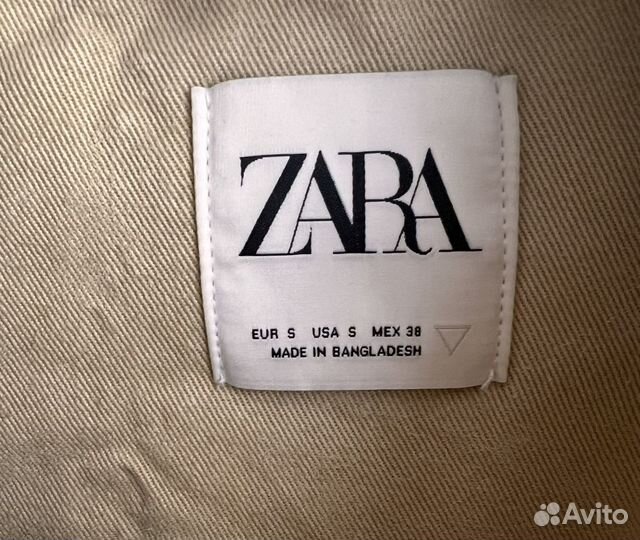 ZARA
EUR S USA S MEX 38
MADE IN BANGLADESH
Avito